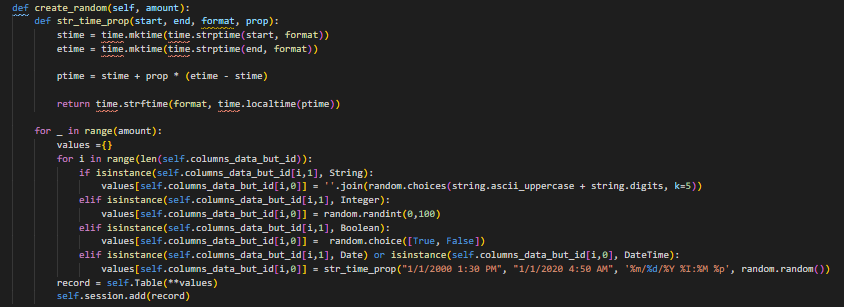 def create_random(self, amount):
    def str_time_prop(start, end, format, prop):
        stime = time.mktime(time.strptime(start, format))
        etime = time.mktime(time.strptime(end, format))

        ptime = stime + prop * (etime - stime)

        return time.strftime(format, time.localtime(ptime))

    for _ in range(amount):
        values ={}
        for i in range(len(self.columns_data_but_id)):
            if isinstance(self.columns_data_but_id[i,1], String):
                values[self.columns_data_but_id[i,0]] = ''.join(random.choices(string.ascii_uppercase + string.digits, k=5))
            elif isinstance(self.columns_data_but_id[i,1], Integer):
                values[self.columns_data_but_id[i,0]] = random.randint(0,100)
            elif isinstance(self.columns_data_but_id[i,1], Boolean):
                values[self.columns_data_but_id[i,0]] =  random.choice([True, False])
            elif isinstance(self.columns_data_but_id[i,1], Date) or isinstance(self.columns_data_but_id[i,0], DateTime):
                values[self.columns_data_but_id[i,0]] = str_time_prop("1/1/2000 1:30 PM", "1/1/2020 4:50 AM", '%m/%d/%Y %I:%M %p', random.random())
        record = self.Table(**values)
        self.session.add(record)